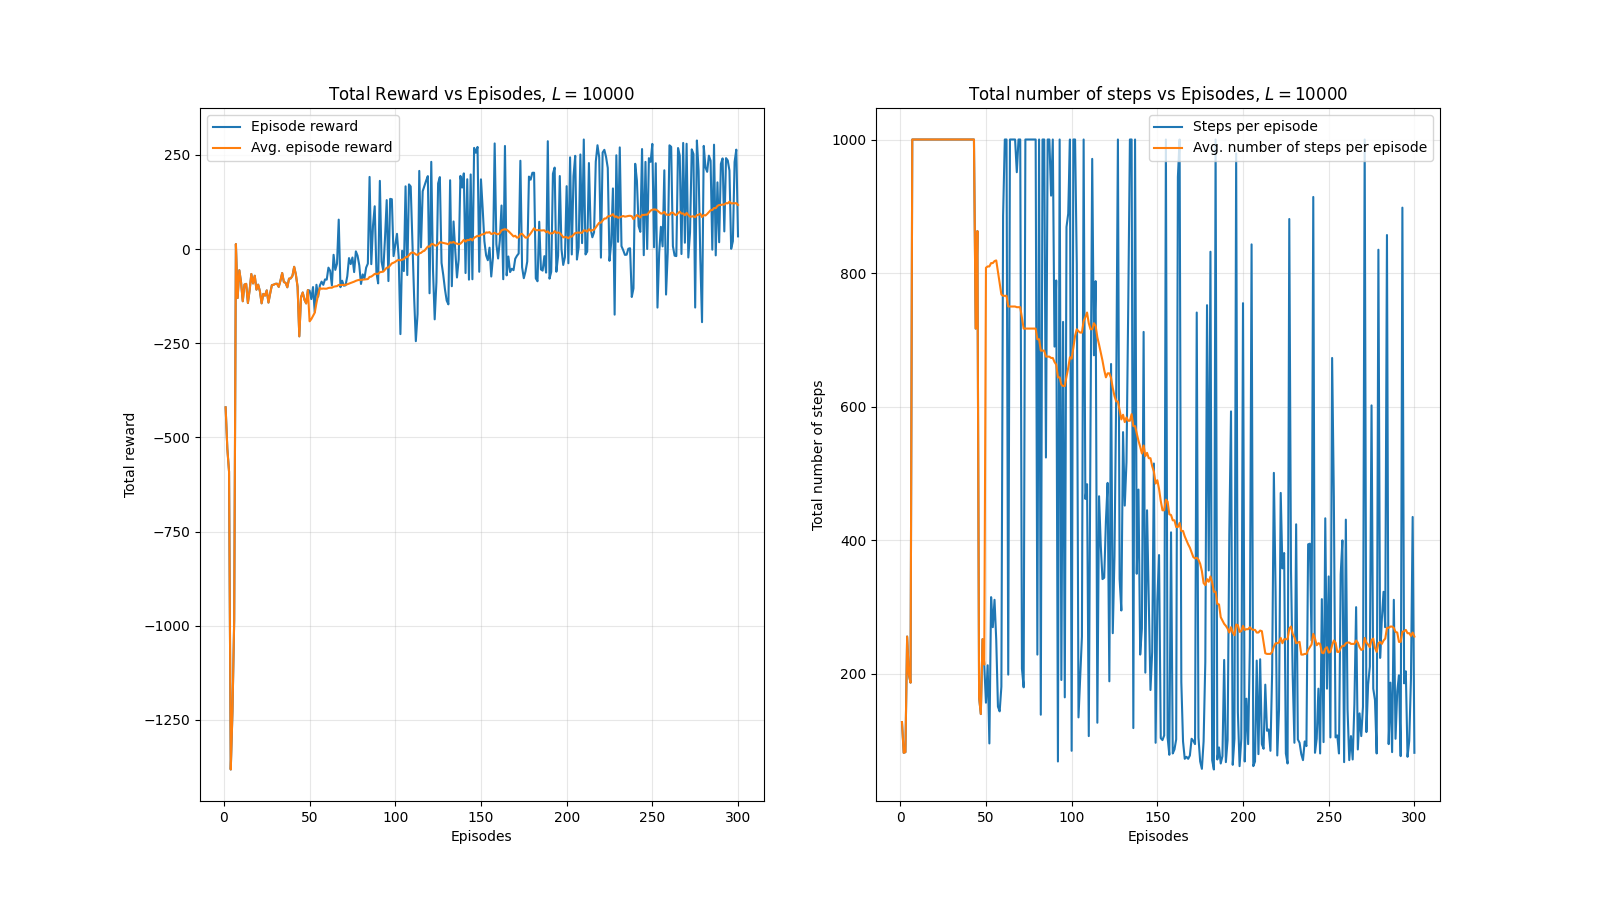 Total Reward vs Episodes, L = 10000
Episode reward
Avg. episode reward
250
0
−250
−500
−750
−1000
−1250
Total reward
0 50 100 150 200 250 300
Episodes
Total number of steps vs Episodes, L = 10000
Steps per episode
Avg. number of steps per episode
1000
800
600
400
200
Total number of steps
0 50 100 150 200 250 300
Episodes